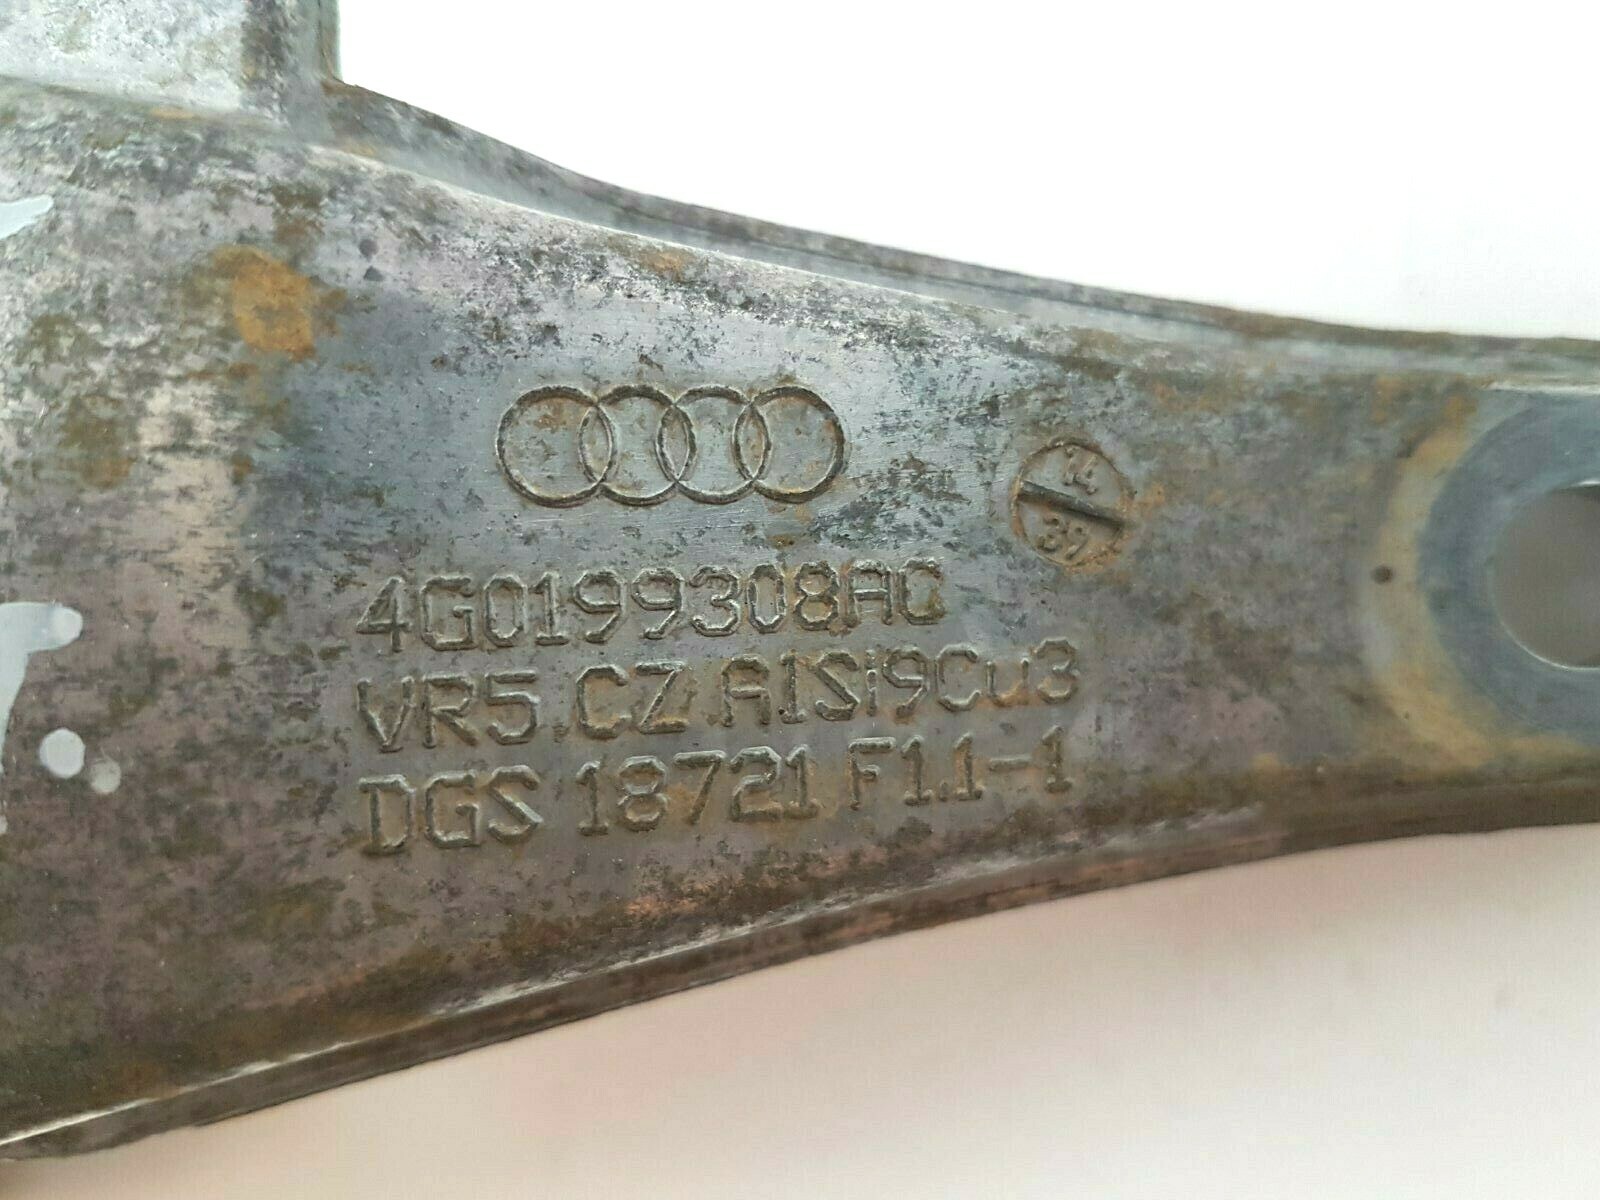 14
39
4G0199308AC
VR5.CZ.AlSi9Cu3
DGS 18721 F1.1-1